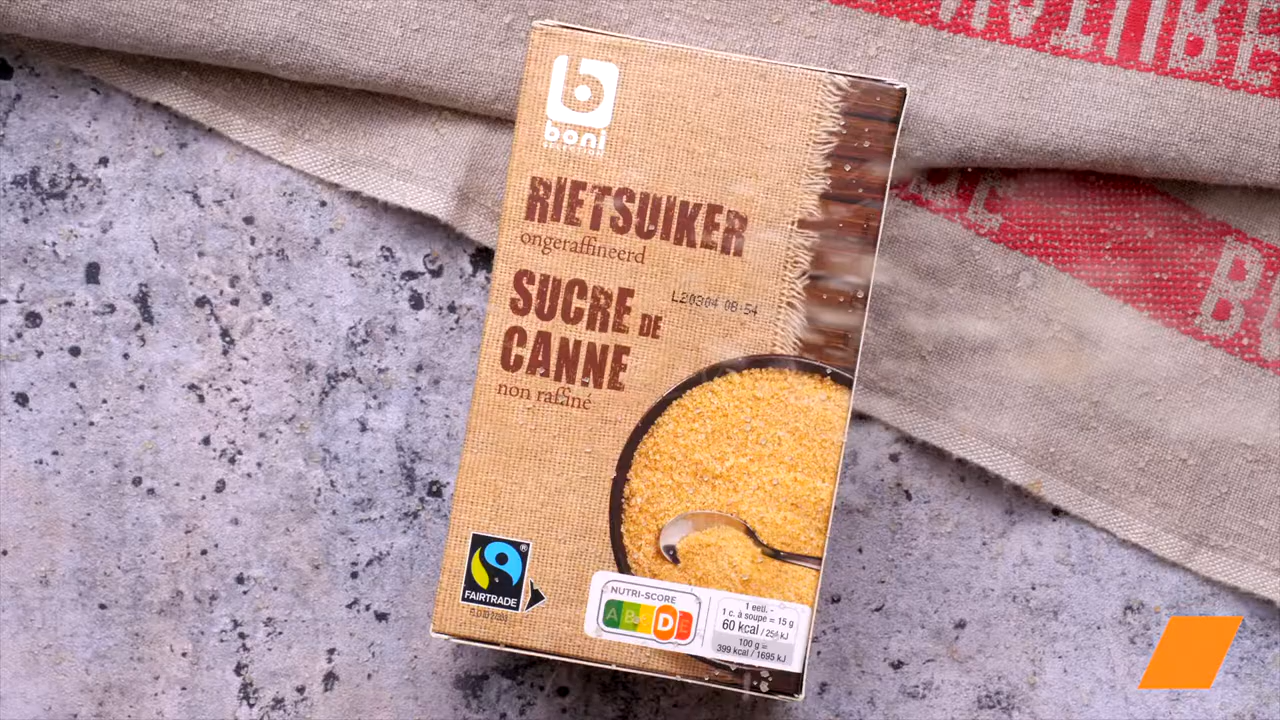 boni
RIETSUIKER
ongeraffineerd
SUCRE DE
CANNE
non raffiné
L20304 08:54
FAIRTRADE
®
NUTRI-SCORE
A B D E
1 eetl. -
1 c. à soupe = 15 g
60 kcal / 254 kJ
100 g =
399 kcal / 1695 kJ